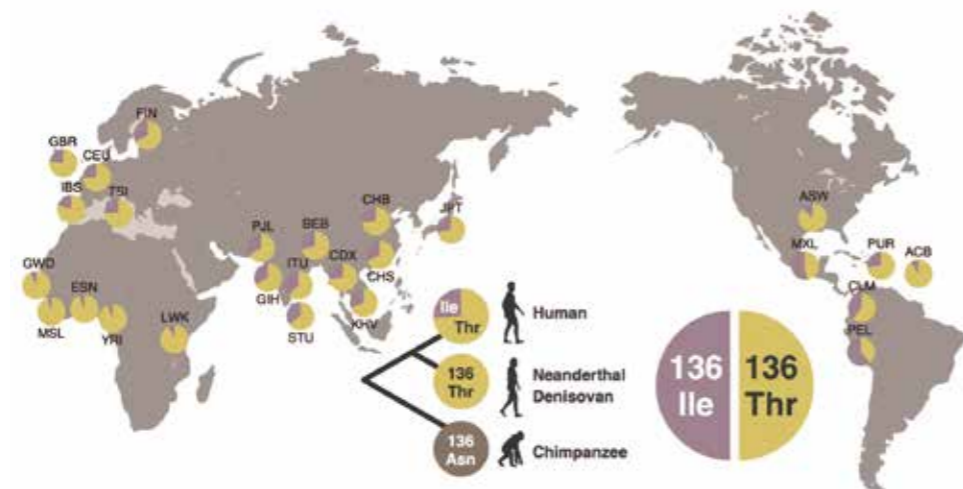 FIN
GBR
CEU
IBS
TSI
GWD
ESN
MSL
YRI
LWK
PJL
BEB
CHB
JPT
ITU
CDX
GIH
CHS
STU
KHV
ASW
MXL
PUR
ACB
CLM
PEL
Ile
Thr
Human
136
Thr
Neanderthal
Denisovan
136
Asn
Chimpanzee
136
Ile
136
Thr